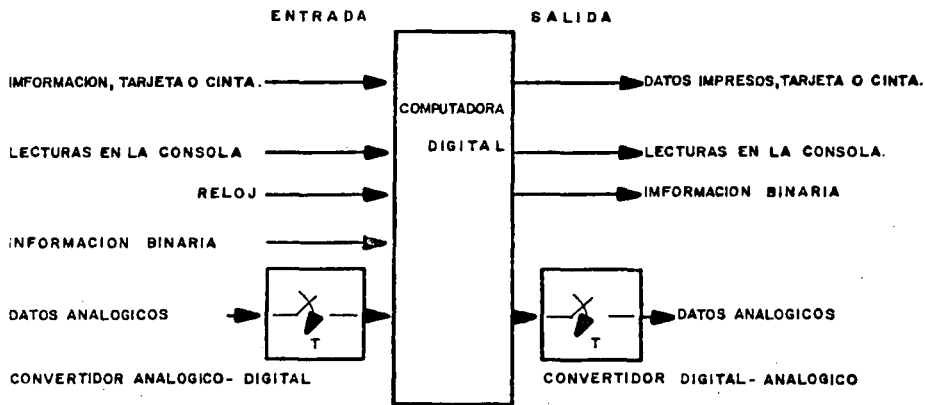 ENTRADA SALIDA
IMFORMACION, TARJETA O CINTA. DATOS IMPRESOS, TARJETA O CINTA.
COMPUTADORA
DIGITAL
LECTURAS EN LA CONSOLA LECTURAS EN LA CONSOLA.
RELOJ IMFORMACION BINARIA
INFORMACION BINARIA
DATOS ANALOGICOS DATOS ANALOGICOS
T T
CONVERTIDOR ANALOGICO- DIGITAL CONVERTIDOR DIGITAL- ANALOGICO